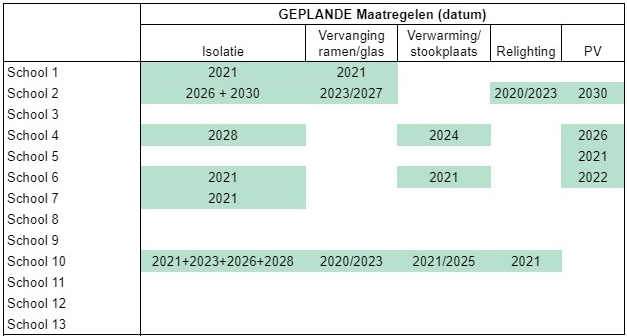 GEPLANDE Maatregelen (datum)
Isolatie Vervanging ramen/glas Verwarming/ stookplaats Relighting PV
School 1 2021 2021
School 2 2026 + 2030 2023/2027 2020/2023 2030
School 3
School 4 2028 2024 2026
School 5 2021
School 6 2021 2021 2022
School 7 2021
School 8
School 9
School 10 2021+2023+2026+2028 2020/2023 2021/2025 2021
School 11
School 12
School 13